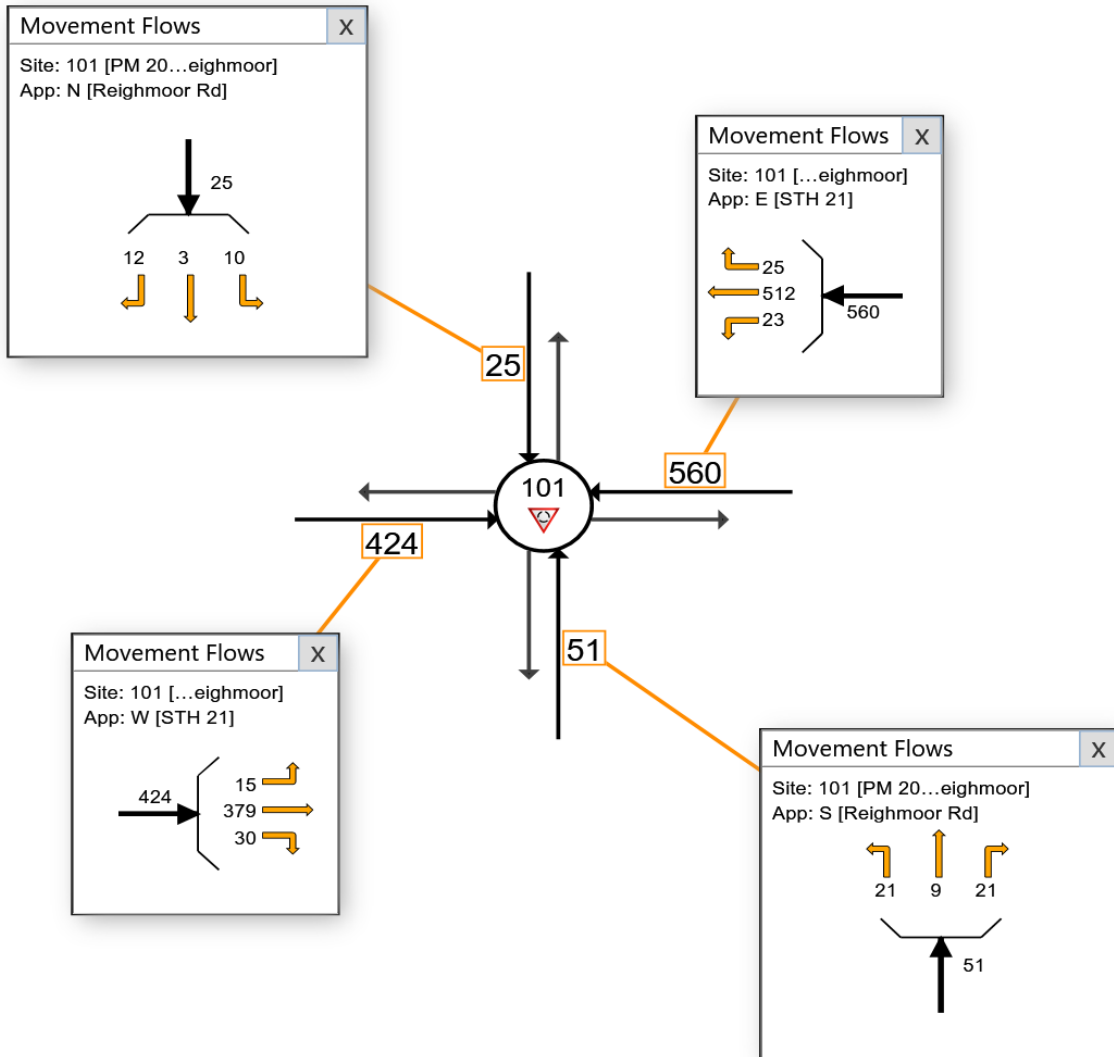 Movement Flows X
Site: 101 [PM 20...eighmoor]
App: N [Reighmoor Rd]
25
12 3 10
Movement Flows X
Site: 101 [...eighmoor]
App: E [STH 21]
25
512
23
560
25
560
101
424
51
Movement Flows X
Site: 101 [...eighmoor]
App: W [STH 21]
424
15
379
30
Movement Flows X
Site: 101 [PM 20...eighmoor]
App: S [Reighmoor Rd]
21 9 21
51